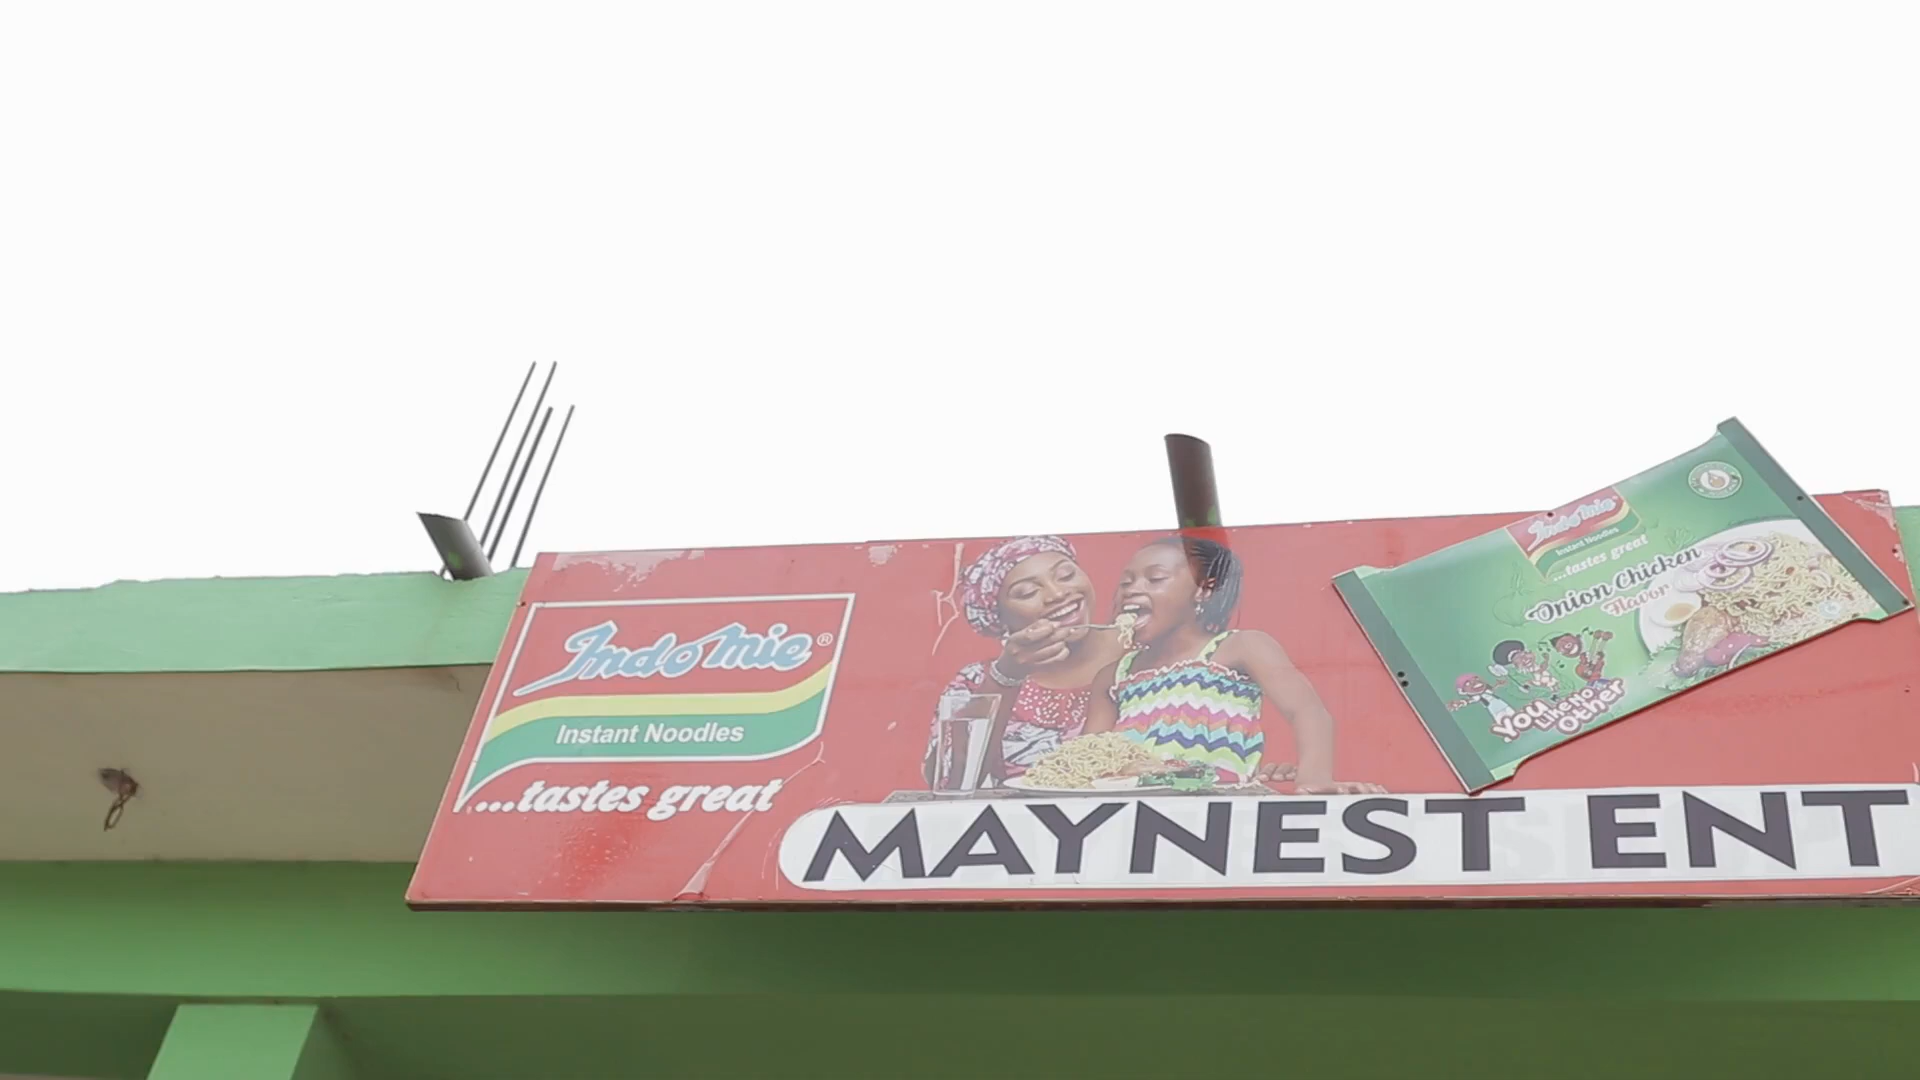 IndoMie®
Instant Noodles
...tastes great
MAYNEST ENT
IndoMie
Instant Noodles
...tastes great
Onion Chicken
Flavor
YOU
Like No
Other